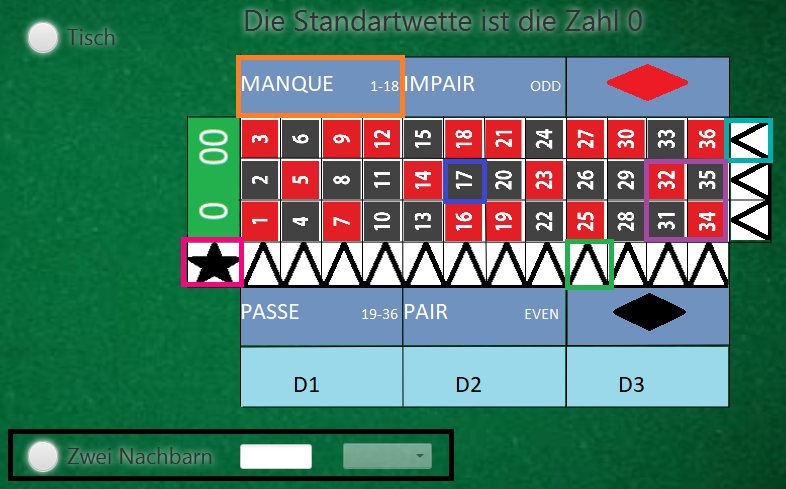 Die Standartwette ist die Zahl 0
Tisch
MANQUE 1-18 IMPAIR ODD
00 3 6 9 12 15 18 21 24 27 30 33 36
2 5 8 11 14 17 20 23 26 29 32 35
0 1 4 7 10 13 16 19 22 25 28 31 34
PASSE 19-36 PAIR EVEN
D1 D2 D3
Zwei Nachbarn